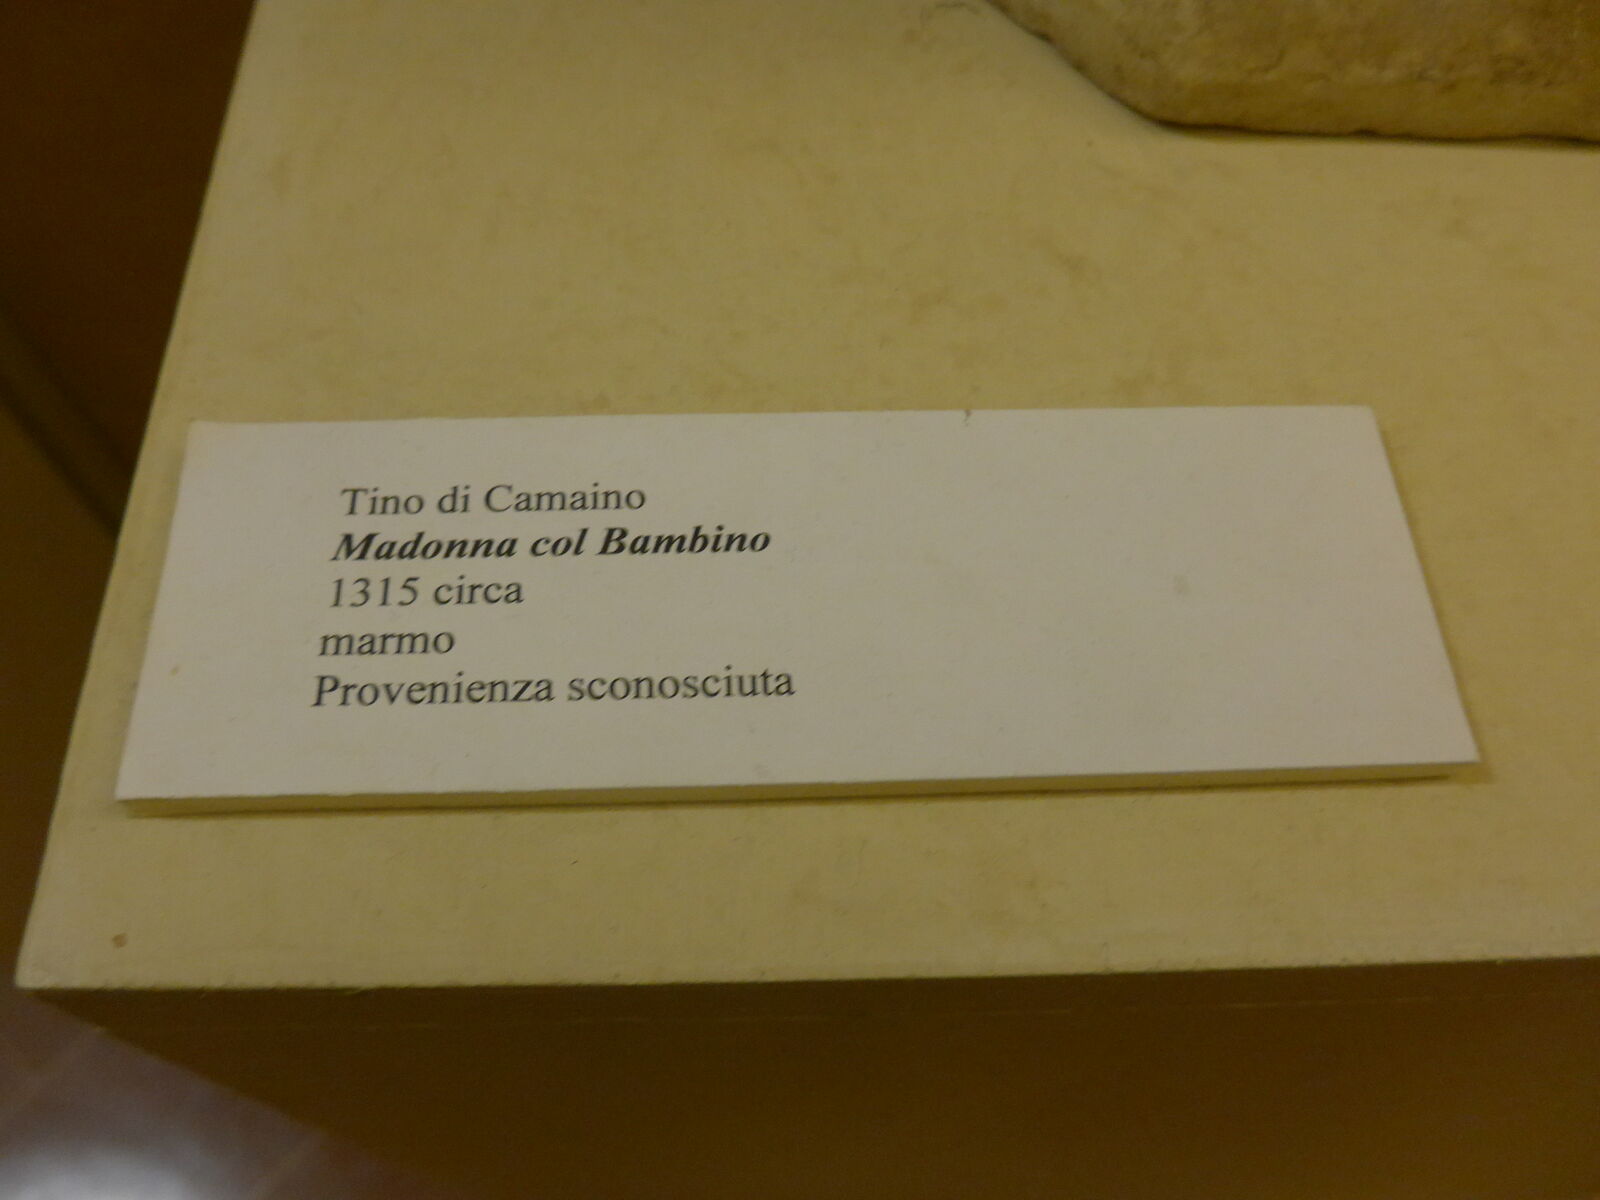 Tino di Camaino
Madonna col Bambino
1315 circa
marmo
Provenienza sconosciuta